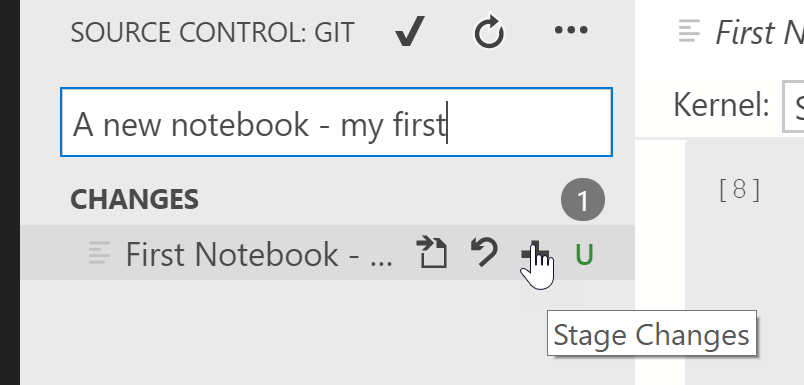 SOURCE CONTROL: GIT
First N
A new notebook - my first
Kernel:
CHANGES
1
[8]
First Notebook - ...
U
Stage Changes